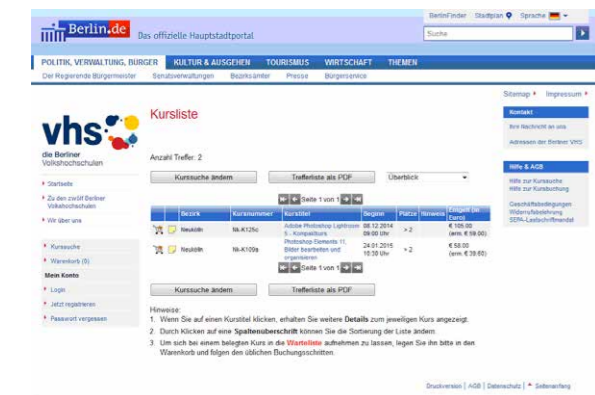 BerlinFinder Stadtplan Sprache
Berlin.de Das offizielle Hauptstadtportal
Suche
POLITIK, VERWALTUNG, BÜRGER KULTUR & AUSGEHEN TOURISMUS WIRTSCHAFT THEMEN
Der Regierende Bürgermeister Senatsverwaltungen Bezirksämter Presse Bürgerservice
Sitemap Impressum
vhs
die Berliner
Volkshochschulen
Startseite
Zu den zwölf Berliner
Volkshochschulen
Wir über uns
Kurssuche
Warenkorb (0)
Mein Konto
Login
Jetzt registrieren
Passwort vergessen
Kursliste
Anzahl Treffer: 2
Kurssuche ändern Trefferliste als PDF Überblick
Seite 1 von 1
Bezirk Kursnummer Kurstitel Beginn Plätze Hinweis Entgelt (in Euro)
Neukölln Nk-K125c Adobe Photoshop Lightroom 08.12.2014 > 2 € 105.00
5 - Kompaktkurs 09:00 Uhr (erm. € 59.00)
Neukölln Nk-K109a Photoshop Elements 11, 24.01.2015 > 2 € 58.00
Bilder bearbeiten und 10:30 Uhr
organisieren
Seite 1 von 1
Kurssuche ändern Trefferliste als PDF
Hinweise:
1. Wenn Sie auf einen Kurstitel klicken, erhalten Sie weitere Details zum jeweiligen Kurs angezeigt.
2. Durch Klicken auf eine Spaltenüberschrift können Sie die Sortierung der Liste ändern.
3. Um sich bei einem belegten Kurs in die Warteliste aufnehmen zu lassen, legen Sie ihn bitte in den
Warenkorb und folgen den üblichen Buchungsschritten.
Kontakt
Ihre Nachricht an uns
Adressen der Berliner VHS
Hilfe & AGB
Hilfe zur Kurssuche
Hilfe zur Kursbuchung
Geschäftsbedingungen
Widerrufsbelehrung
SEPA-Lastschriftmandat
Druckversion | AGB | Datenschutz | Seitenanfang